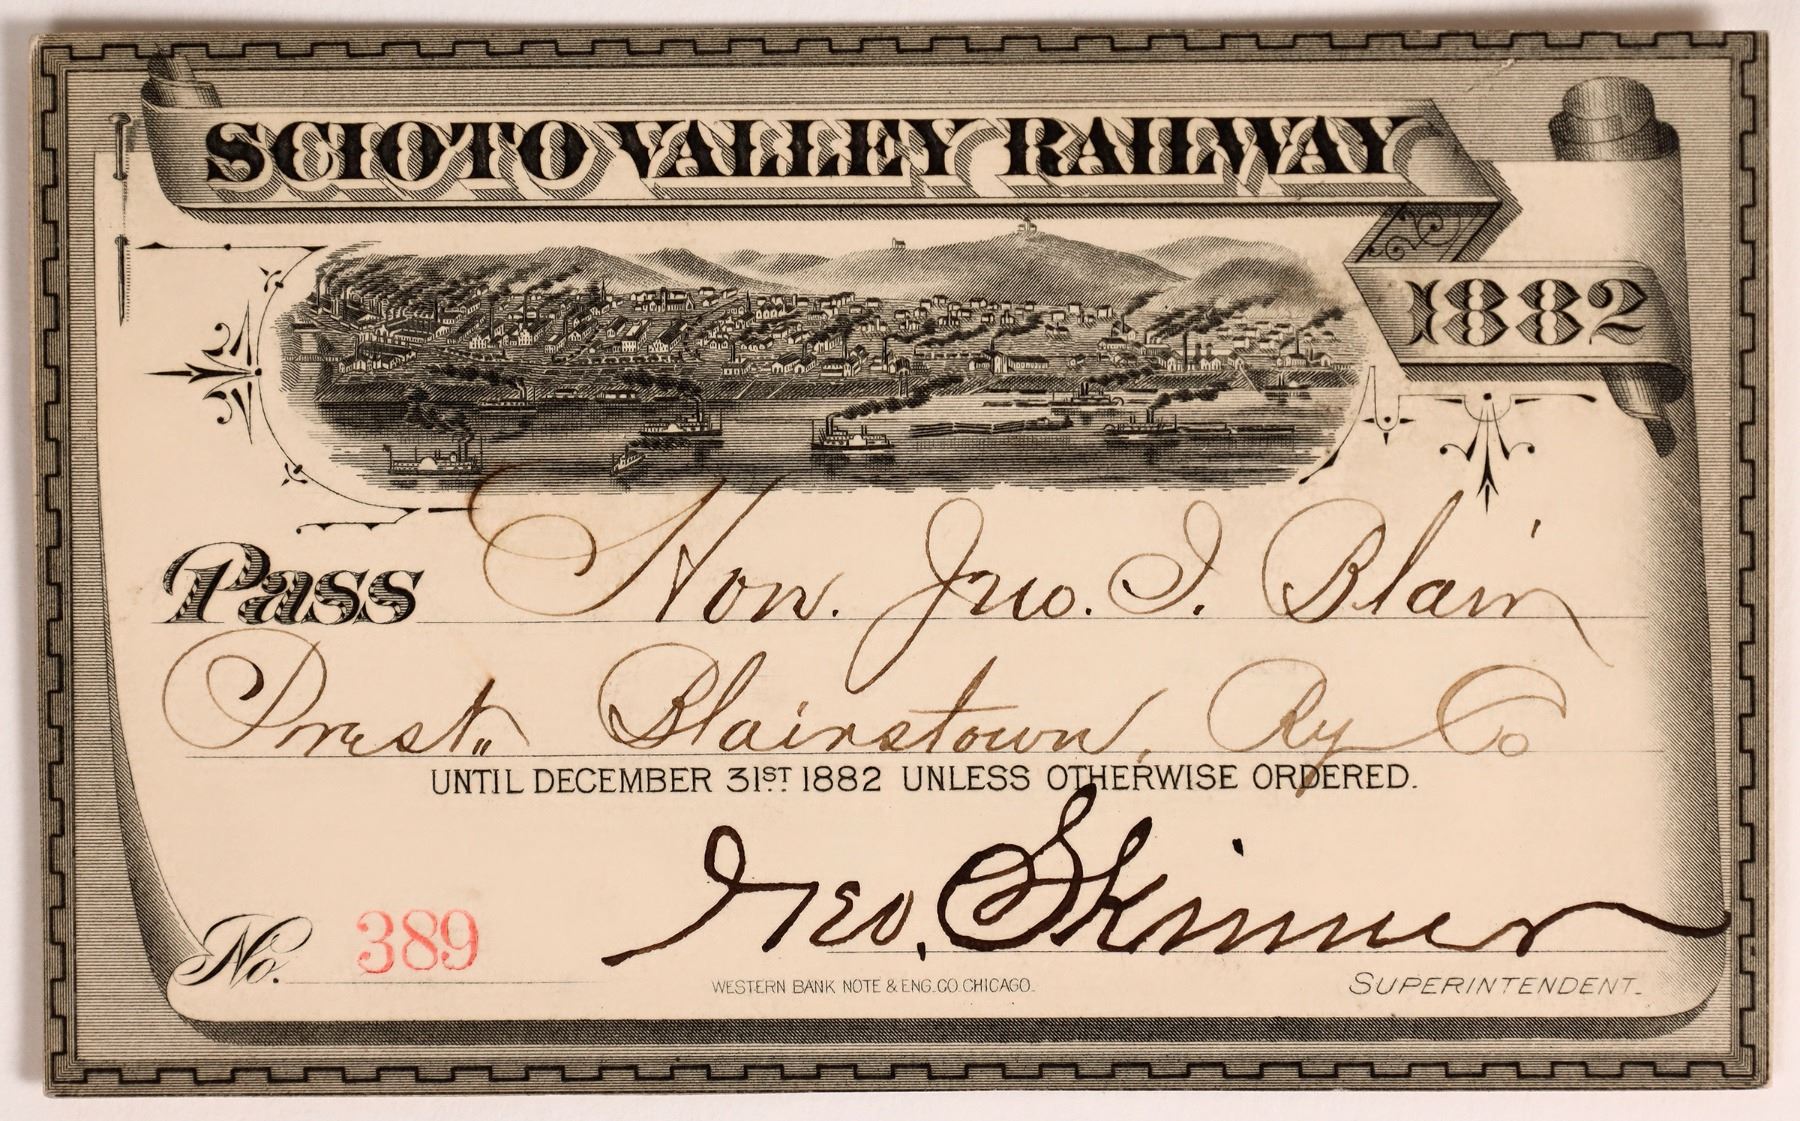 SCIOTO VALLEY RAILWAY
1882
Pass Hon. Jno. I. Blair
Prest. Blairstown, Ry Co
UNTIL DECEMBER 31ST 1882 UNLESS OTHERWISE ORDERED.
Geo. Skinner
No. 389
WESTERN BANK NOTE & ENG. CO. CHICAGO.
SUPERINTENDENT.